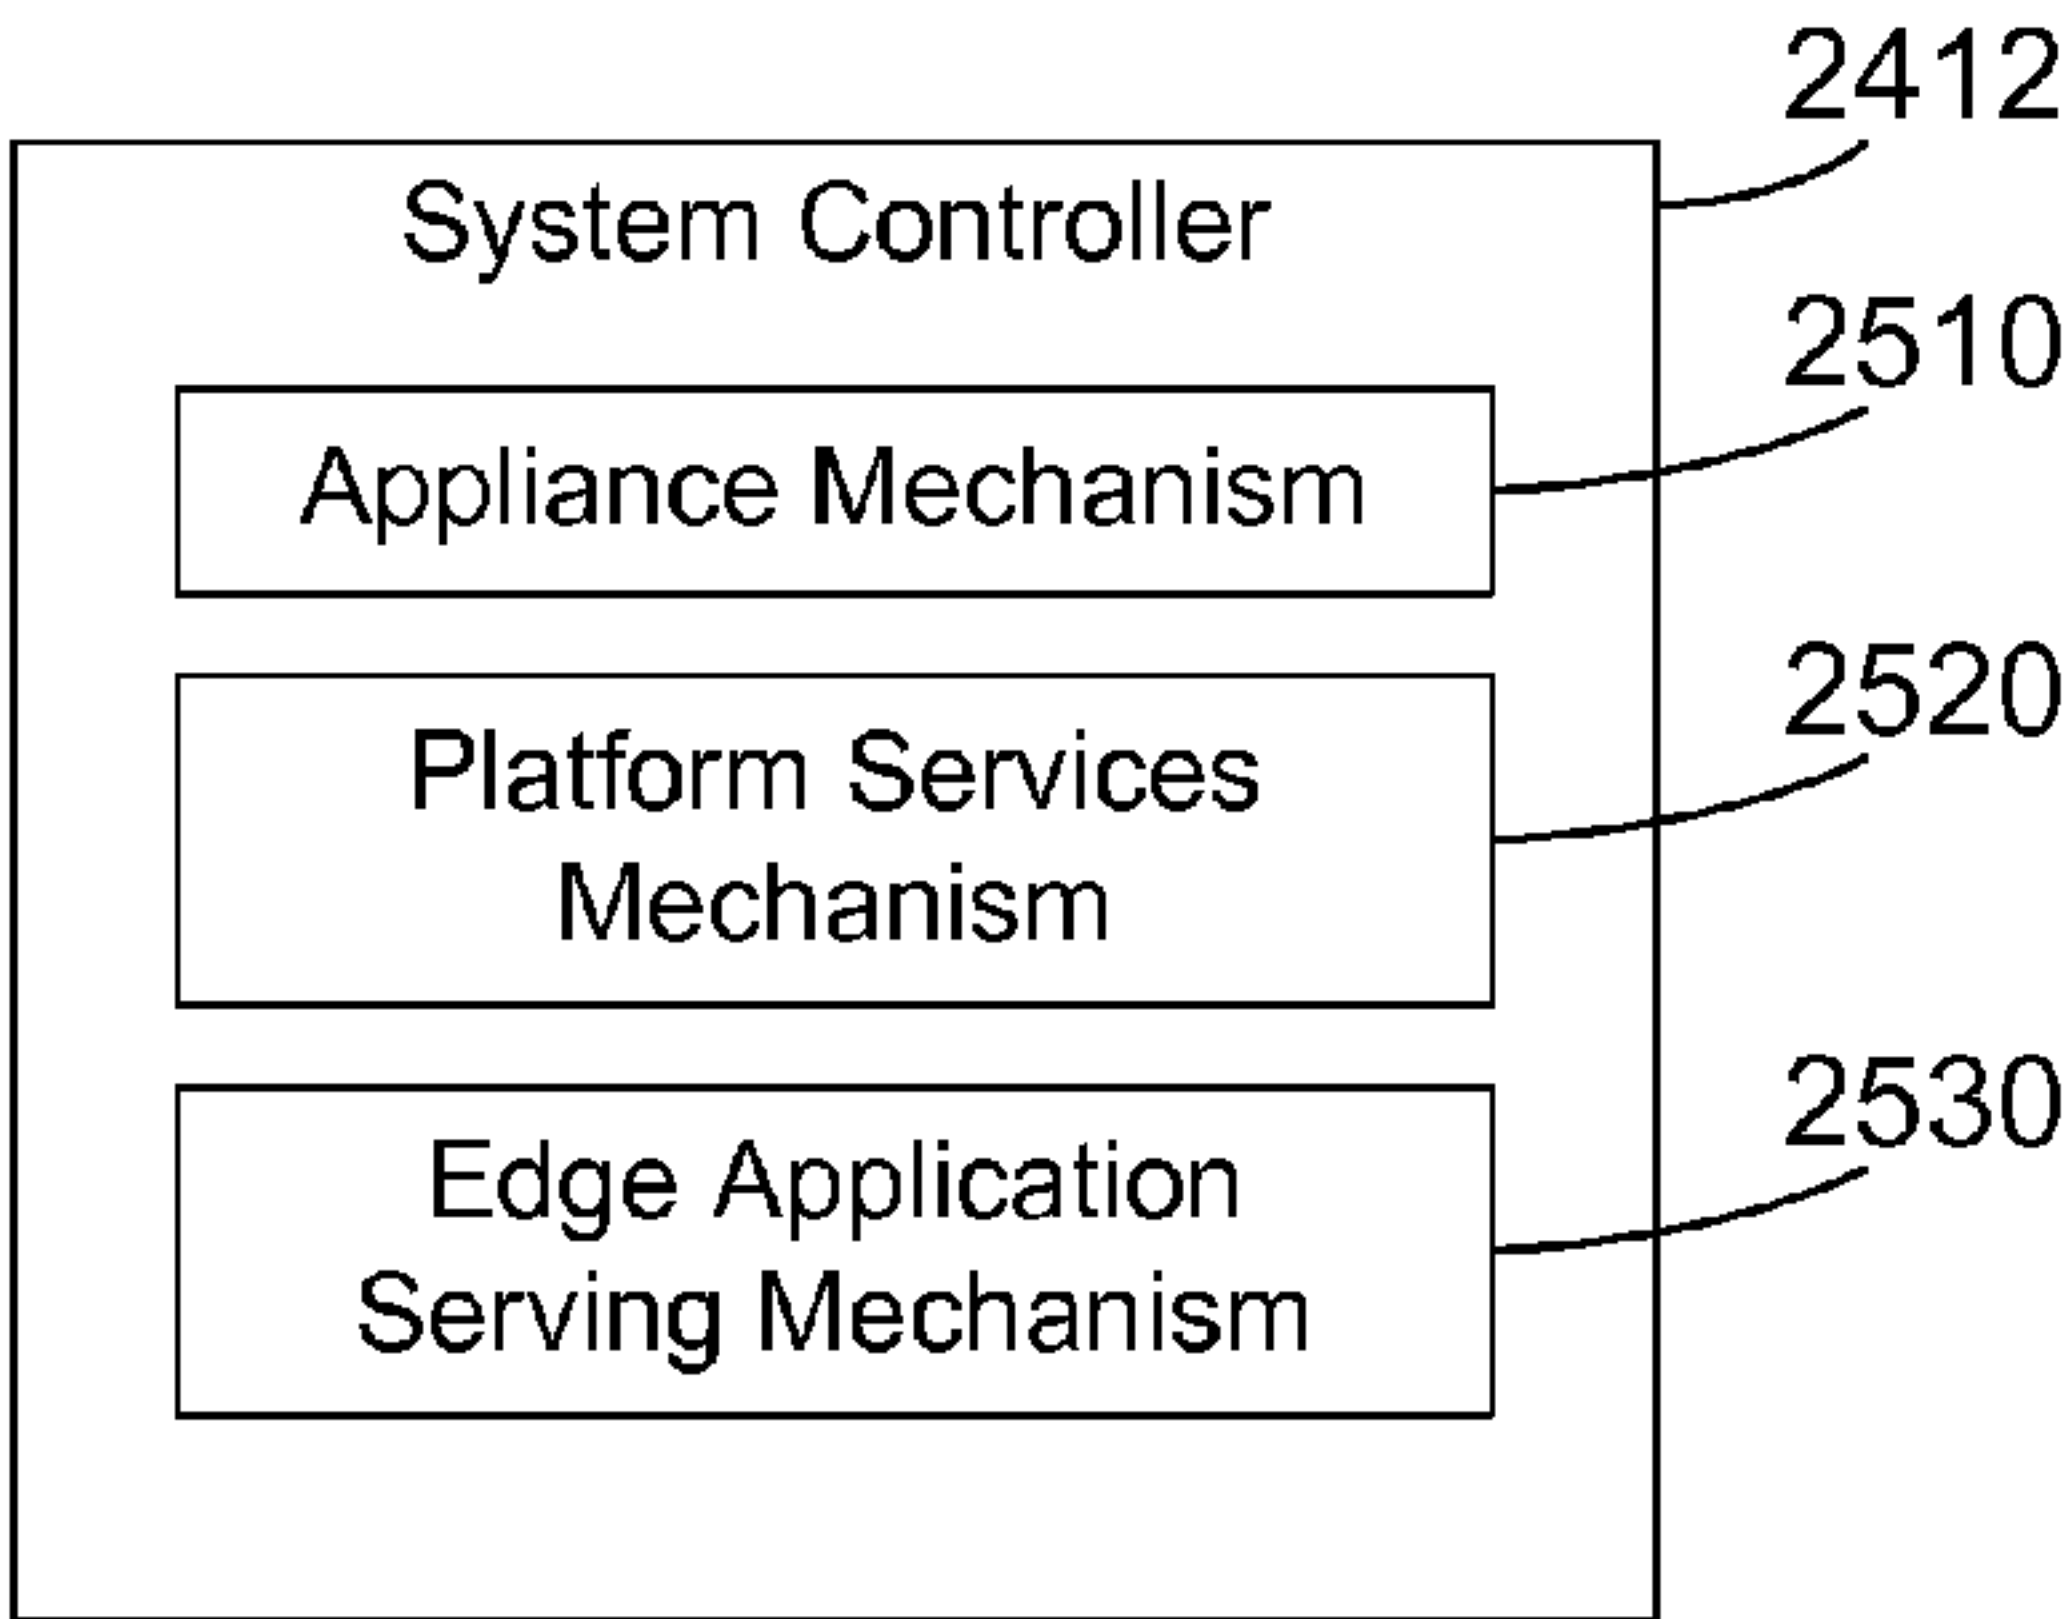 2412
System Controller
2510
Appliance Mechanism
2520
Platform Services
Mechanism
2530
Edge Application
Serving Mechanism